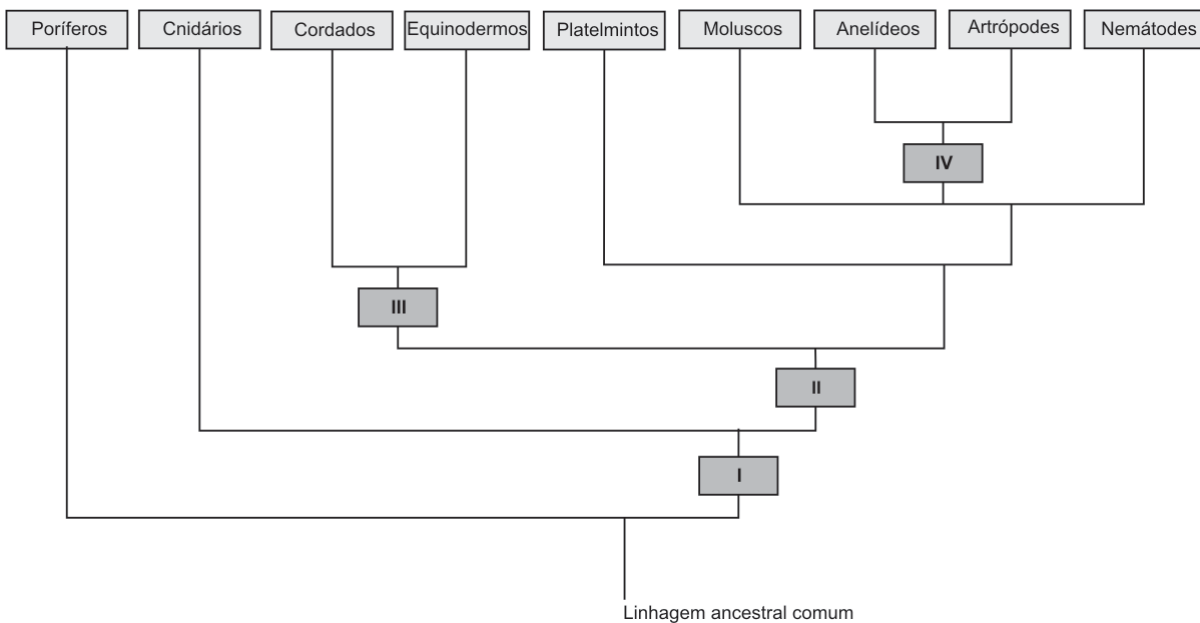 Poríferos
Cnidários
Cordados
Equinodermos
Platelmintos
Moluscos
Anelídeos
Artrópodes
Nemátodes
IV
III
II
I
Linhagem ancestral comum